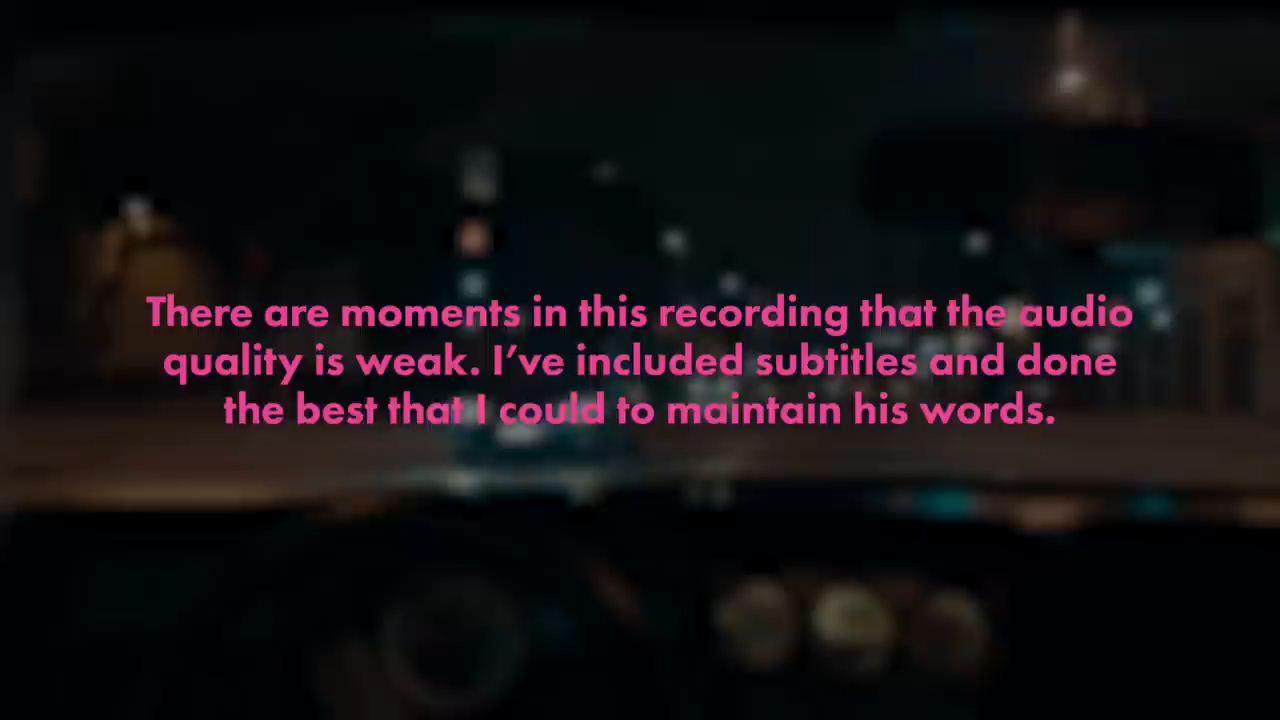 There are moments in this recording that the audio
quality is weak. I’ve included subtitles and done
the best that I could to maintain his words.